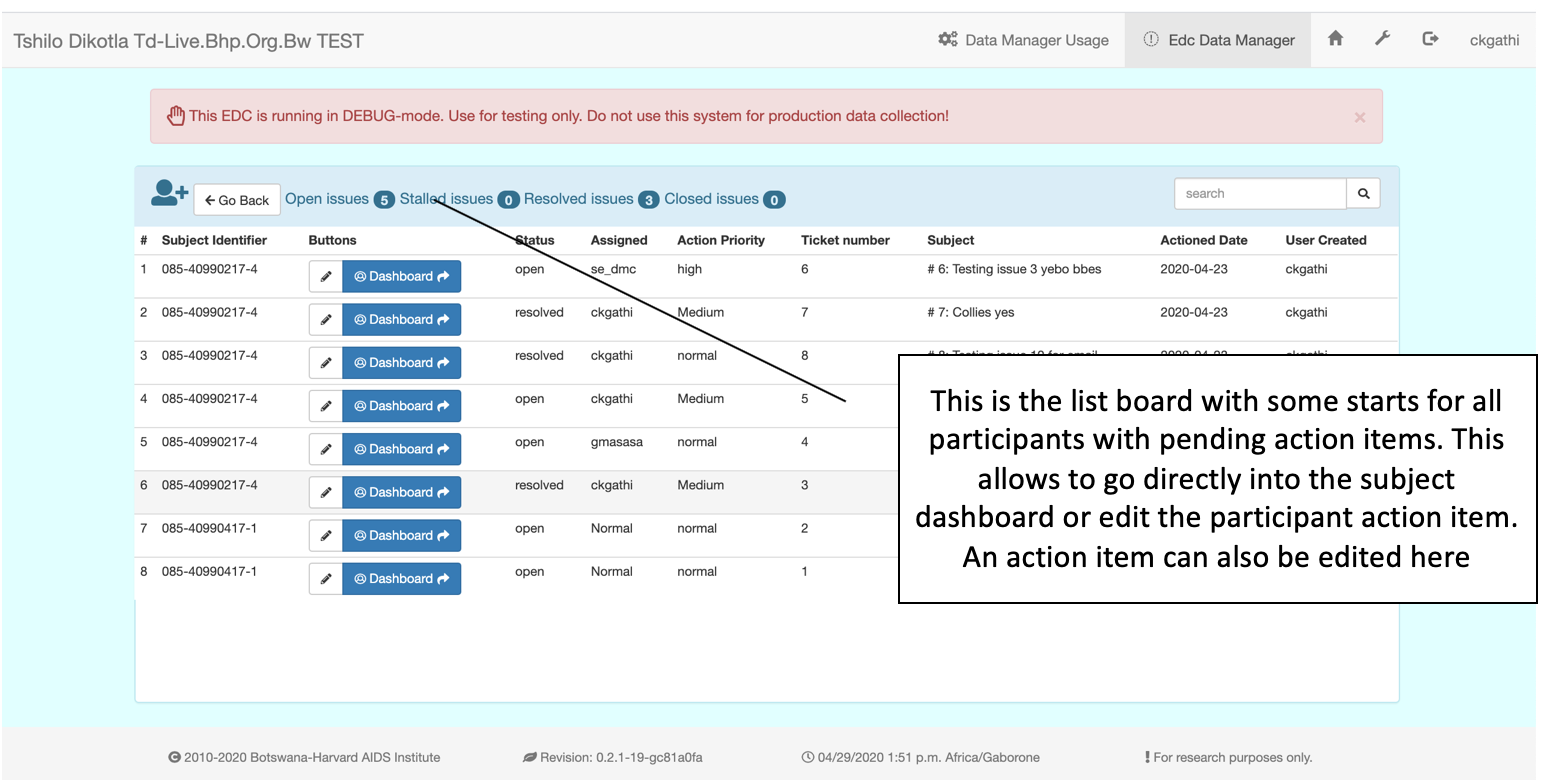 Tshilo Dikotla Td-Live.Bhp.Org.Bw TEST Data Manager Usage Edc Data Manager ckgathi
This EDC is running in DEBUG-mode. Use for testing only. Do not use this system for production data collection! ×
Go Back Open issues 5 Stalled issues 0 Resolved issues 3 Closed issues 0 search
# Subject Identifier Buttons Status Assigned Action Priority Ticket number Subject Actioned Date User Created
1 085-40990217-4 Dashboard open se_dmc high 6 # 6: Testing issue 3 yebo bbes 2020-04-23 ckgathi
2 085-40990217-4 Dashboard resolved ckgathi Medium 7 # 7: Collies yes 2020-04-23 ckgathi
3 085-40990217-4 Dashboard resolved ckgathi normal 8 # 8: Testing issue 10 for email
4 085-40990217-4 Dashboard open ckgathi Medium 5
5 085-40990217-4 Dashboard open gmasasa normal 4
6 085-40990217-4 Dashboard resolved ckgathi Medium 3
7 085-40990417-1 Dashboard open Normal normal 2
8 085-40990417-1 Dashboard open Normal normal 1
This is the list board with some starts for all
participants with pending action items. This
allows to go directly into the subject
dashboard or edit the participant action item.
An action item can also be edited here
© 2010-2020 Botswana-Harvard AIDS Institute Revision: 0.2.1-19-gc81a0fa 04/29/2020 1:51 p.m. Africa/Gaborone ! For research purposes only.